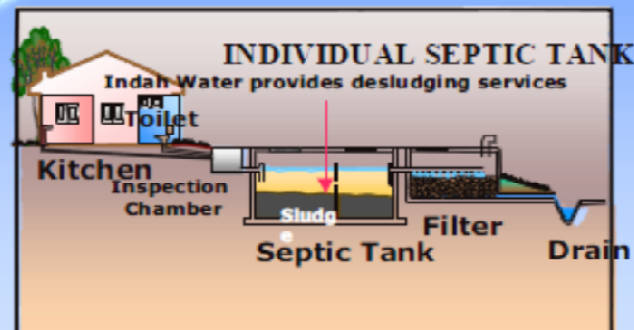 INDIVIDUAL SEPTIC TANK
Indah Water provides desludging services
Toilet
Kitchen
Inspection
Chamber
Sludg
e
Septic Tank
Filter
Drain